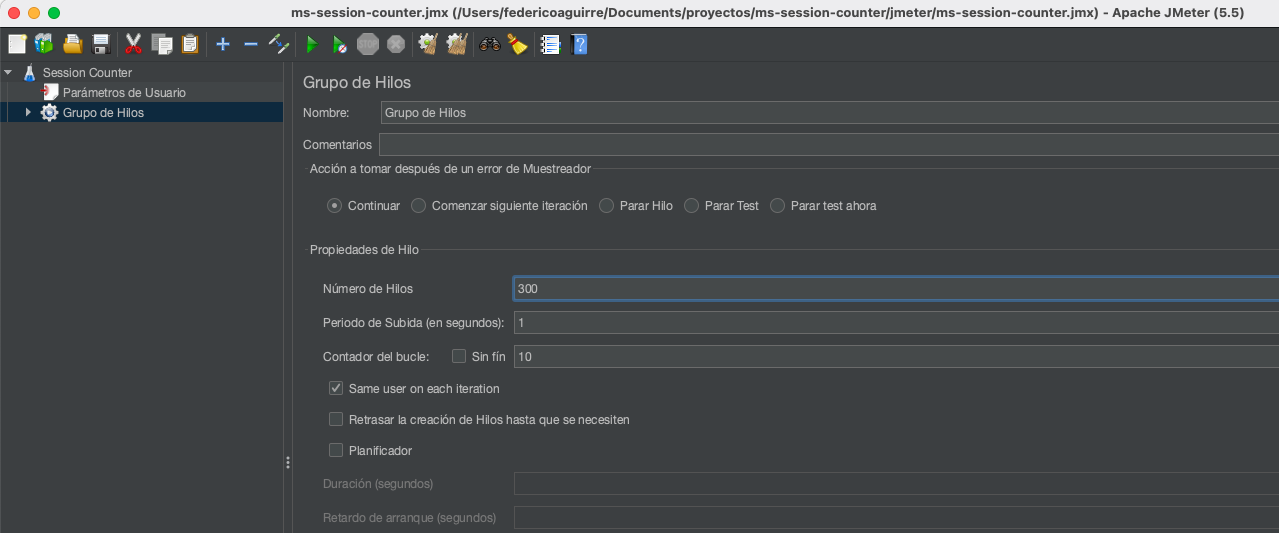 ms-session-counter.jmx (/Users/federicoaguirre/Documents/proyectos/ms-session-counter/jmeter/ms-session-counter.jmx) - Apache JMeter (5.5)
STOP
Session Counter
Parámetros de Usuario
Grupo de Hilos
Grupo de Hilos
Nombre: Grupo de Hilos
Comentarios
Acción a tomar después de un error de Muestreador
Continuar Comenzar siguiente iteración Parar Hilo Parar Test Parar test ahora
Propiedades de Hilo
Número de Hilos 300
Periodo de Subida (en segundos): 1
Contador del bucle: Sin fín 10
Same user on each iteration
Retrasar la creación de Hilos hasta que se necesiten
Planificador
Duración (segundos)
Retardo de arranque (segundos)